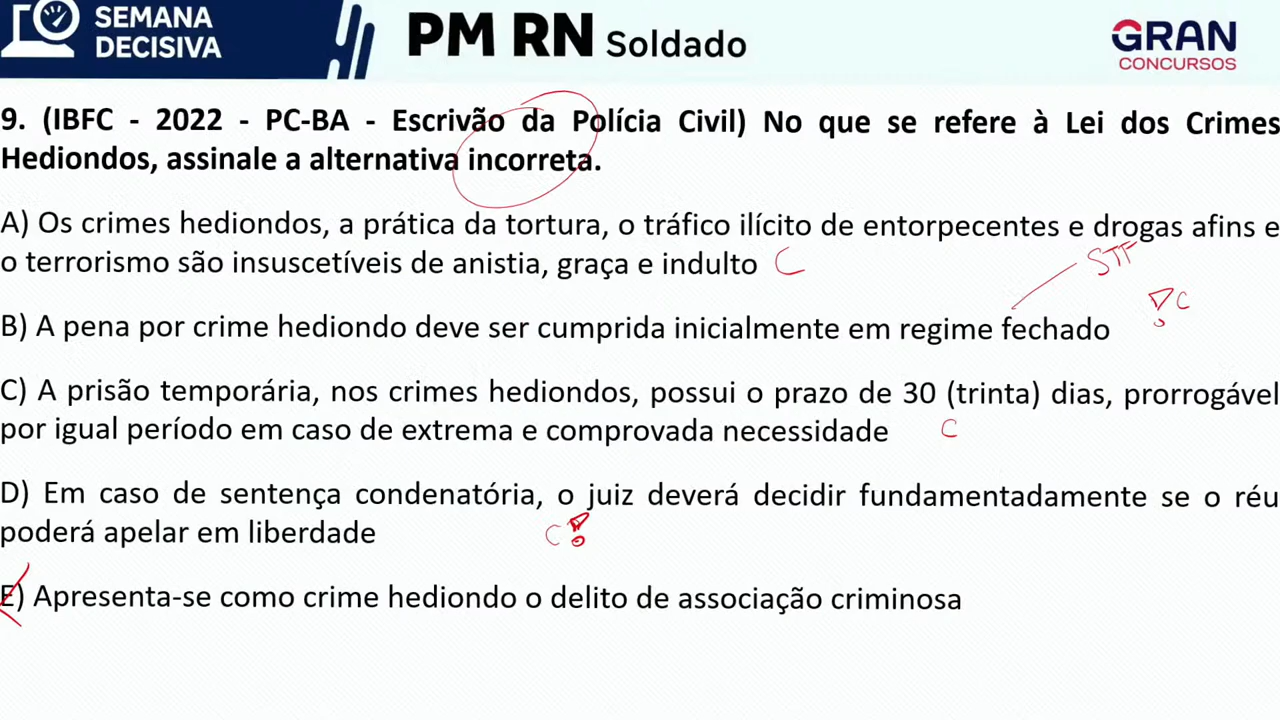 SEMANA
DECISIVA
PM RN Soldado
GRAN
CONCURSOS
9. (IBFC - 2022 - PC-BA - Escrivão da Polícia Civil) No que se refere à Lei dos Crimes
Hediondos, assinale a alternativa incorreta.
A) Os crimes hediondos, a prática da tortura, o tráfico ilícito de entorpecentes e drogas afins e
o terrorismo são insuscetíveis de anistia, graça e indulto C
STF
B) A pena por crime hediondo deve ser cumprida inicialmente em regime fechado ! C
C) A prisão temporária, nos crimes hediondos, possui o prazo de 30 (trinta) dias, prorrogável
por igual período em caso de extrema e comprovada necessidade C
D) Em caso de sentença condenatória, o juiz deverá decidir fundamentadamente se o réu
poderá apelar em liberdade C !
E) Apresenta-se como crime hediondo o delito de associação criminosa